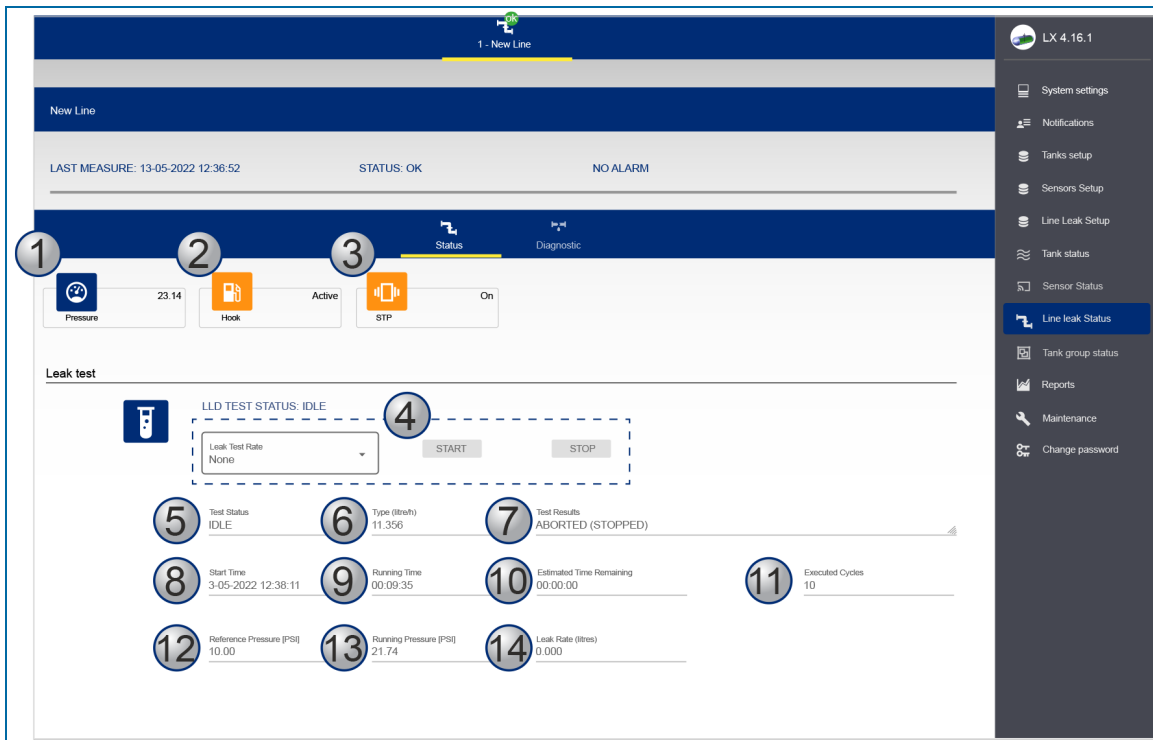 ok
1 - New Line
LX 4.16.1
System settings
Notifications
Tanks setup
Sensors Setup
Line Leak Setup
Tank status
Sensor Status
Line leak Status
Tank group status
Reports
Maintenance
Change password
New Line
LAST MEASURE: 13-05-2022 12:36:52 STATUS: OK NO ALARM
Status Diagnostic
1 2 3
23.14 Active On
Pressure Hook STP
Leak test
LLD TEST STATUS: IDLE
4
Leak Test Rate
None
START STOP
5 Test Status
IDLE
6 Type (litre/h)
11.356
7 Test Results
ABORTED (STOPPED)
8 Start Time
3-05-2022 12:38:11
9 Running Time
00:09:35
10 Estimated Time Remaining
00:00:00
11 Executed Cycles
10
12 Reference Pressure [PSI]
10.00
13 Running Pressure [PSI]
21.74
14 Leak Rate (litres)
0.000